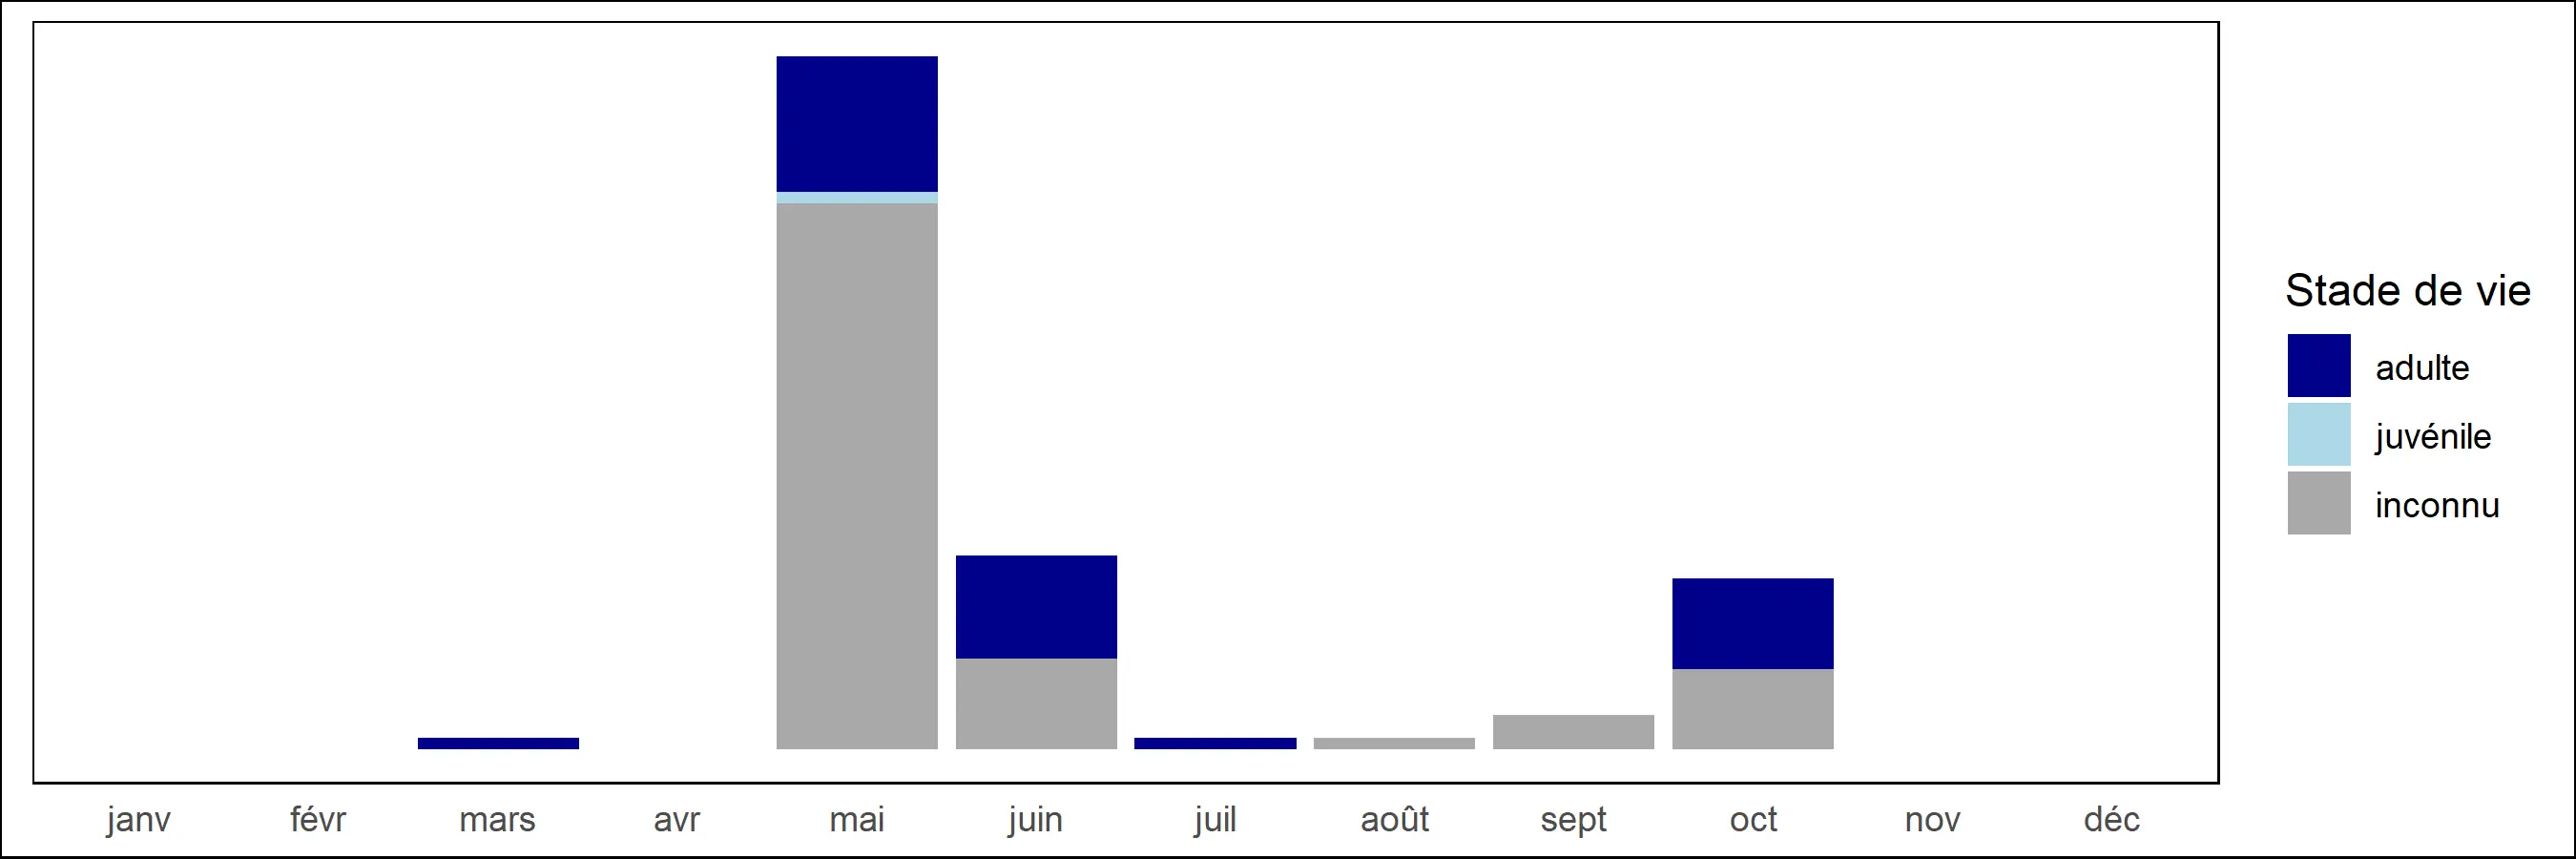 Stade de vie
adulte
juvénile
inconnu
janv févr mars avr mai juin juil août sept oct nov déc